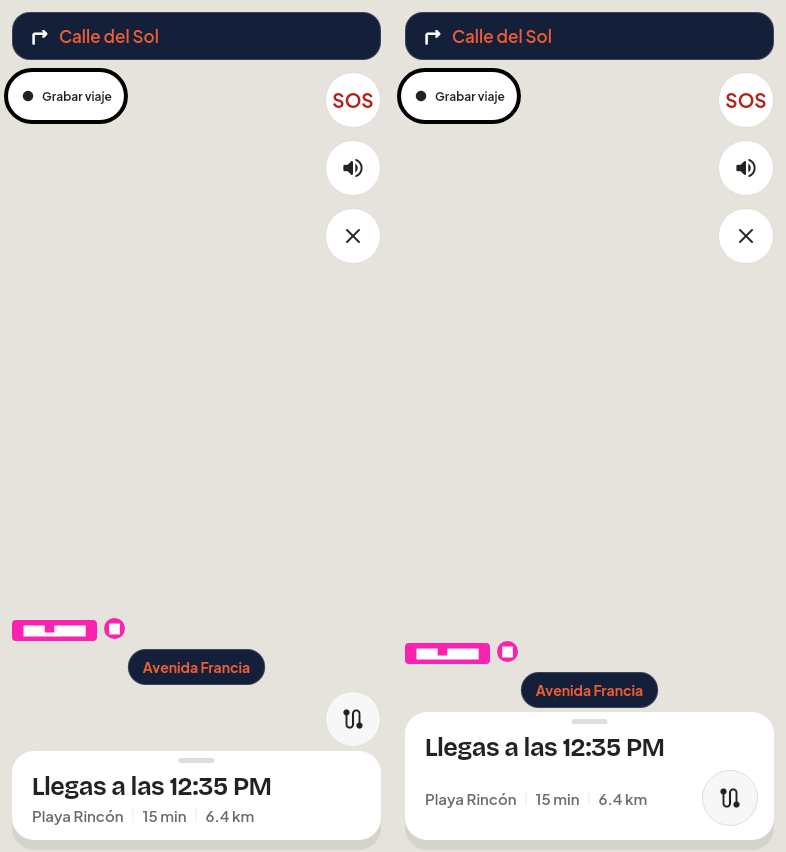 Calle del Sol
Grabar viaje
SOS
Avenida Francia
Llegas a las 12:35 PM
Playa Rincón 15 min 6.4 km
Calle del Sol
Grabar viaje
SOS
Avenida Francia
Llegas a las 12:35 PM
Playa Rincón 15 min 6.4 km